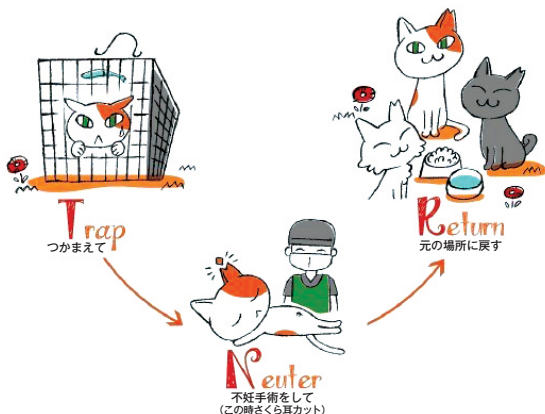 Trap
つかまえて
Neuter
不妊手術をして
(この時さくら耳カット)
Return
元の場所に戻す